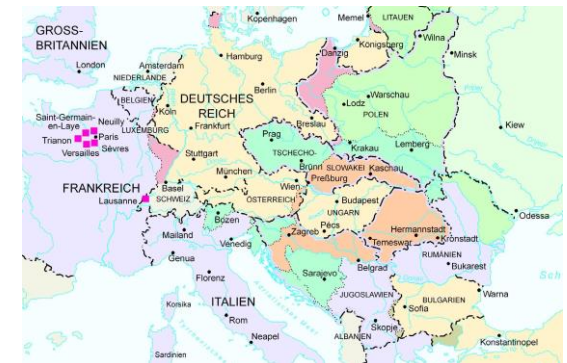 Kopenhagen
Memel
LITAUEN
GROSS-
BRITANNIEN
Königsberg
Wilna
Danzig
Minsk
London
Amsterdam
NIEDERLANDE
Hamburg
Berlin
Warschau
Lodz
POLEN
BELGIEN
Köln
DEUTSCHES
REICH
Saint-Germain-
en-Laye
Neuilly
LUXEMBURG
Frankfurt
Breslau
Kiew
Trianon
Paris
Sèvres
Versailles
Prag
Krakau
Lemberg
Stuttgart
TSCHECHO-
Brünn
SLOWAKEI
Kaschau
München
Wien
Preßburg
FRANKREICH
Basel
Lausanne
SCHWEIZ
ÖSTERREICH
Budapest
UNGARN
Odessa
Bozen
Pécs
Hermannstadt
Mailand
Venedig
Zagreb
Temeswar
Kronstadt
Genua
RUMÄNIEN
Belgrad
Bukarest
Florenz
Sarajevo
JUGOSLAWIEN
BULGARIEN
Varna
Korsika
ITALIEN
Adriatisches Meer
Sofia
Rom
Skopje
Neapel
ALBANIEN
Konstantinopel
Sardinien